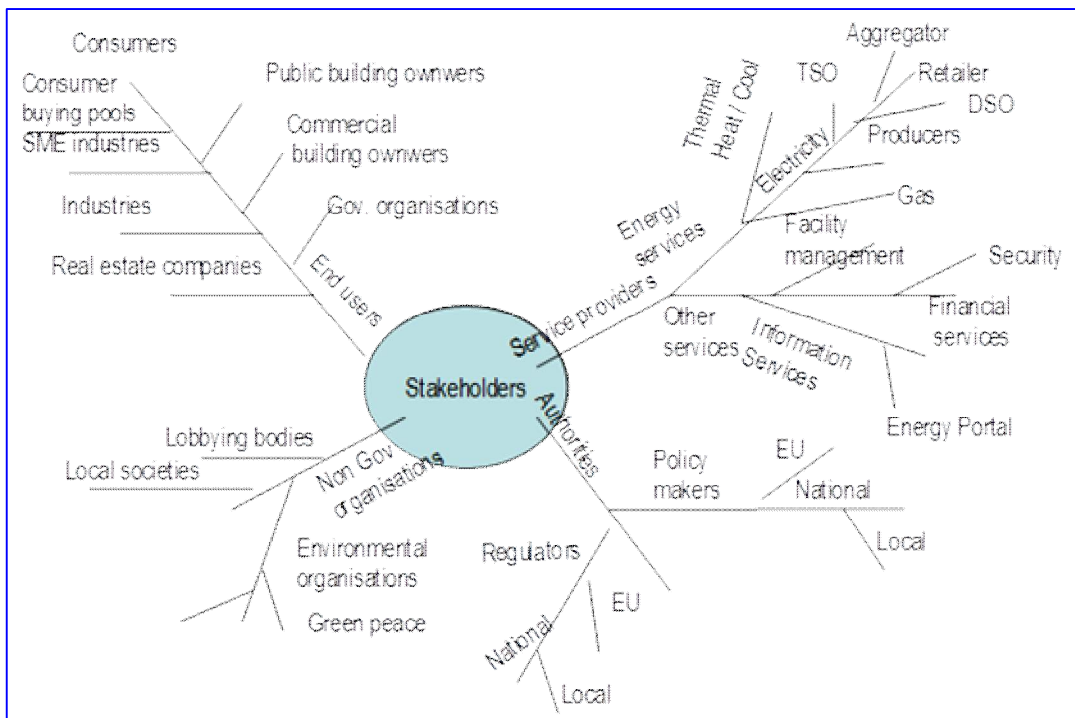 Consumers
Consumer
buying pools
SME industries
Industries
Real estate companies
Public building ownwers
Commercial
building ownwers
Gov. organisations
End users
Stakeholders
Service providers
Energy
services
Thermal
Heat / Cool
Electricity
TSO
Aggregator
Retailer
DSO
Producers
Gas
Other
services
Facility
management
Security
Financial
services
Information
Services
Energy Portal
Authorities
Policy
makers
EU
National
Local
Regulators
EU
National
Local
Non Gov
organisations
Lobbying bodies
Local societies
Environmental
organisations
Green peace